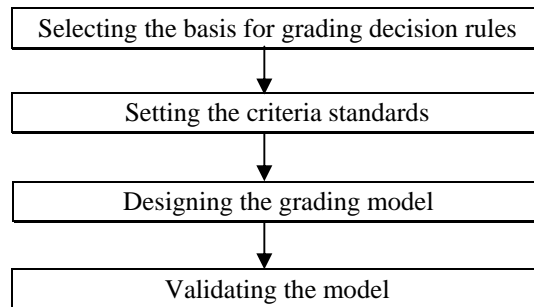 Selecting the basis for grading decision rules
Setting the criteria standards
Designing the grading model
Validating the model